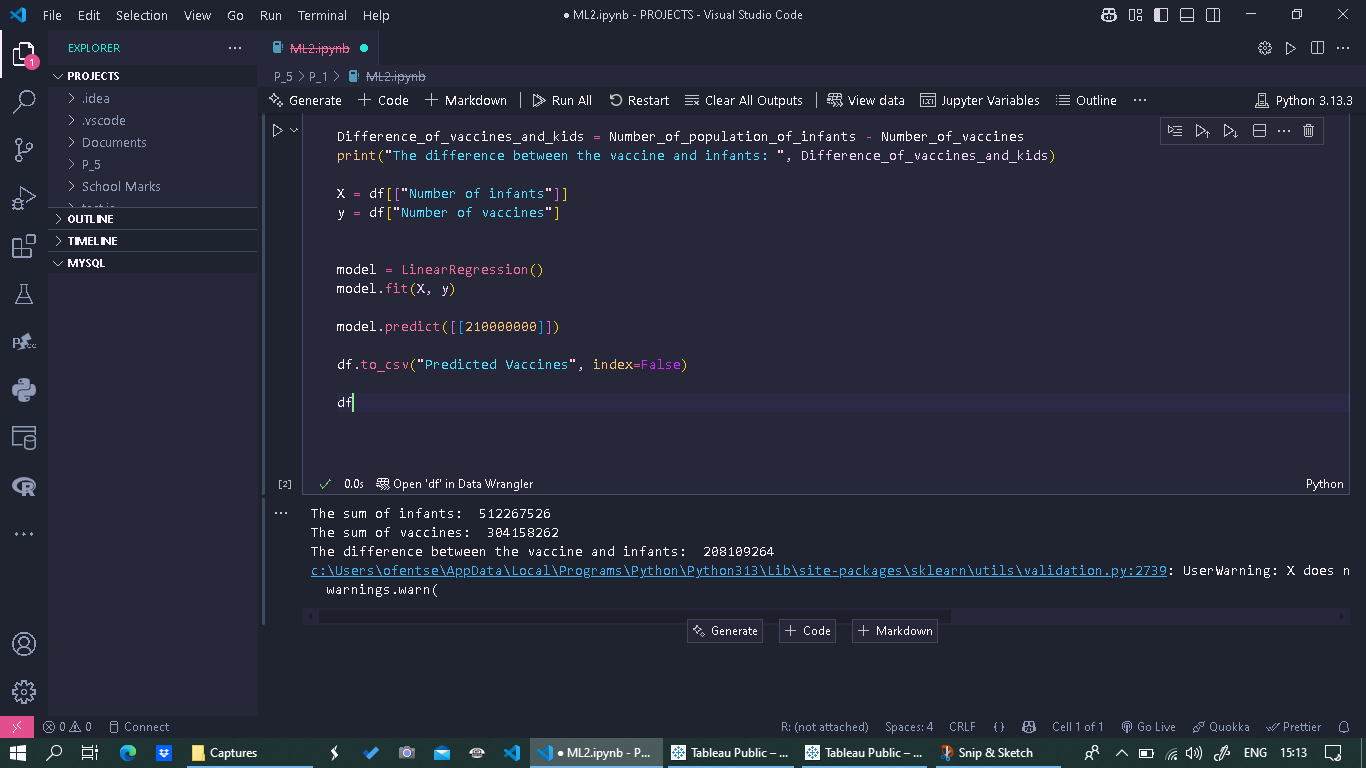 File Edit Selection View Go Run Terminal Help
● ML2.ipynb - PROJECTS - Visual Studio Code
EXPLORER
ML2.ipynb
PROJECTS
P_5 > P_1 > ML2.ipynb
.idea
.vscode
Documents
P_5
School Marks
OUTLINE
TIMELINE
MYSQL
1
Generate + Code + Markdown Run All Restart Clear All Outputs View data Jupyter Variables Outline ... Python 3.13.3
Difference_of_vaccines_and_kids = Number_of_population_of_infants - Number_of_vaccines
print("The difference between the vaccine and infants: ", Difference_of_vaccines_and_kids)
X = df[["Number of infants"]]
y = df["Number of vaccines"]
model = LinearRegression()
model.fit(X, y)
model.predict([[210000000]])
df.to_csv("Predicted Vaccines", index=False)
df
[2] ✓ 0.0s Open 'df' in Data Wrangler Python
The sum of infants:  512267526
The sum of vaccines:  304158262
The difference between the vaccine and infants:  208109264
c:\Users\ofentse\AppData\Local\Programs\Python\Python313\Lib\site-packages\sklearn\utils\validation.py:2739: UserWarning: X does n
warnings.warn(
Generate + Code + Markdown
0 0 Connect R: (not attached) Spaces: 4 CRLF {} Cell 1 of 1 Go Live Quokka Prettier
Captures ● ML2.ipynb - P... Tableau Public – ... Tableau Public – ... Snip & Sketch ENG 15:13